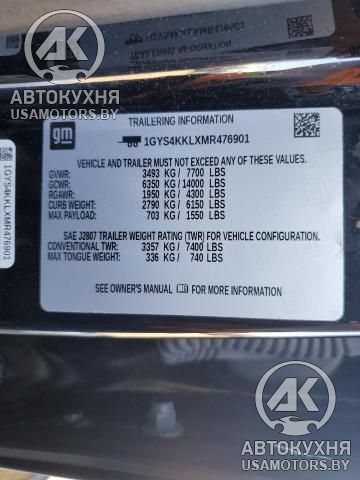 АК
АВТОКУХНЯ
USAMOTORS.BY
АК
АВТОКУХНЯ
USAMOTORS.BY
gm
TRAILERING INFORMATION
1GYS4KKLXMR476901
VEHICLE AND TRAILER MUST NOT EXCEED ANY OF THESE VALUES:
GVWR: 3493 KG / 7700 LBS
GCWR: 6350 KG / 14000 LBS
RGAWR: 1950 KG / 4300 LBS
CURB WEIGHT: 2790 KG / 6150 LBS
MAX PAYLOAD: 703 KG / 1550 LBS
SAE J2807 TRAILER WEIGHT RATING (TWR) FOR VEHICLE CONFIGURATION.
CONVENTIONAL TWR: 3357 KG / 7400 LBS
MAX TONGUE WEIGHT: 336 KG / 740 LBS
SEE OWNER'S MANUAL FOR MORE INFORMATION
1GYS4KKLXMR476901
АК
АВТОКУХНЯ
USAMOTORS.BY